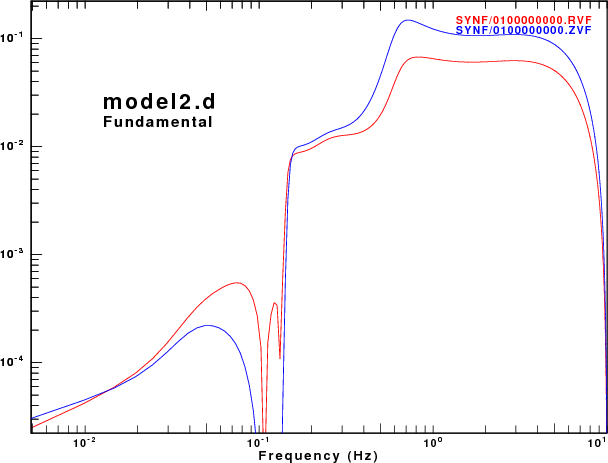 SYNF/0100000000.RVF
SYNF/0100000000.ZVF
model2.d
Fundamental
10⁻¹
10⁻²
10⁻³
10⁻⁴
10⁻² 10⁻¹ 10⁰ 10¹
Frequency (Hz)